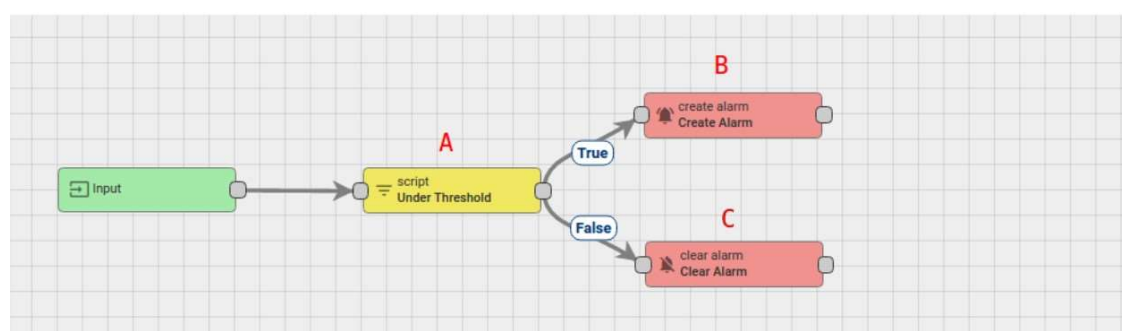 B
create alarm
Create Alarm
A
True
Input
script
Under Threshold
C
False
clear alarm
Clear Alarm